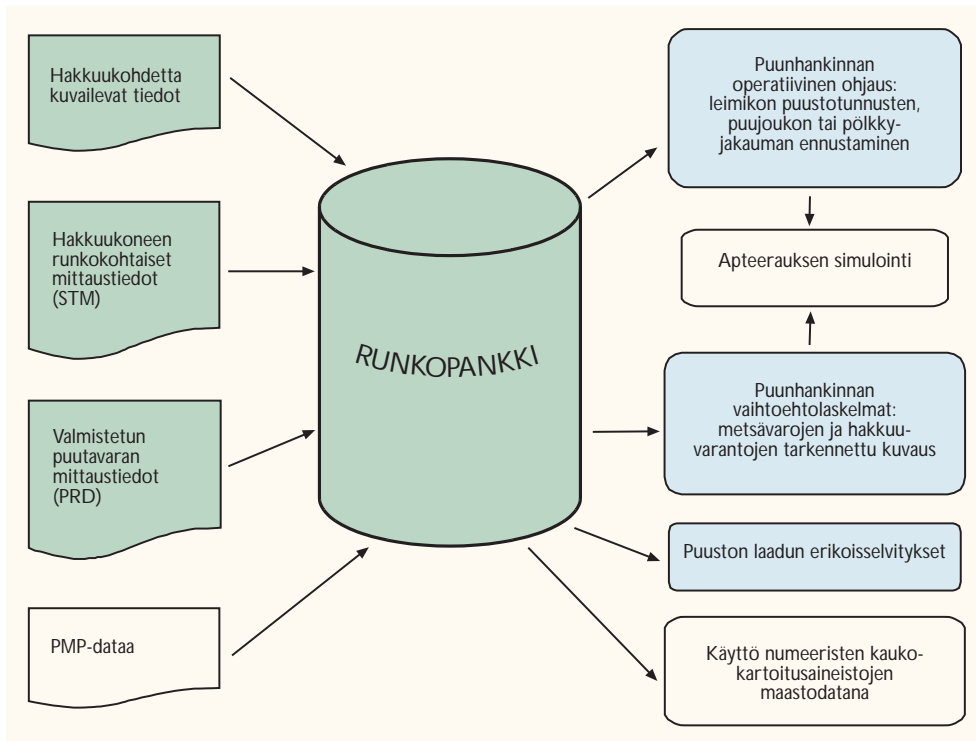 Hakkuukohdetta
kuvailevat tiedot
Hakkuukoneen
runkokohtaiset
mittaustiedot
(STM)
Valmistetun
puutavaran
mittaustiedot
(PRD)
PMP-dataa
RUNKOPANKKI
Puunhankinnan
operatiivinen ohjaus:
leimikon puustotunnusten,
puujoukon tai pölkky-
jakauman ennustaminen
Apteerauksen simulointi
Puunhankinnan
vaihtoehtolaskelmat:
metsävarojen ja hakkuu-
varantojen tarkennettu kuvaus
Puuston laadun erikoisselvitykset
Käyttö numeeristen kauko-
kartoitusaineistojen
maastodatana